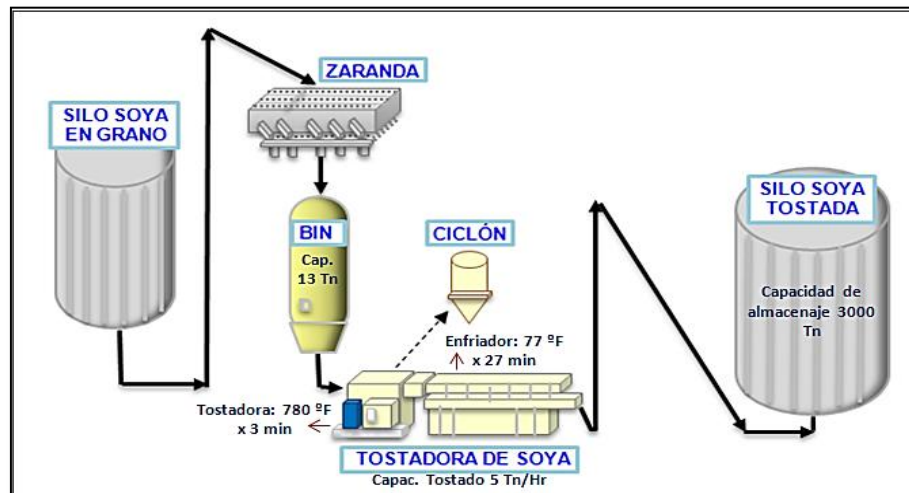 SILO SOYA
EN GRANO
ZARANDA
BIN
Cap.
13 Tn
CICLÓN
Enfriador: 77 ºF
x 27 min
Tostadora: 780 ºF
x 3 min
TOSTADORA DE SOYA
Capac. Tostado 5 Tn/Hr
SILO SOYA
TOSTADA
Capacidad de
almacenaje 3000
Tn